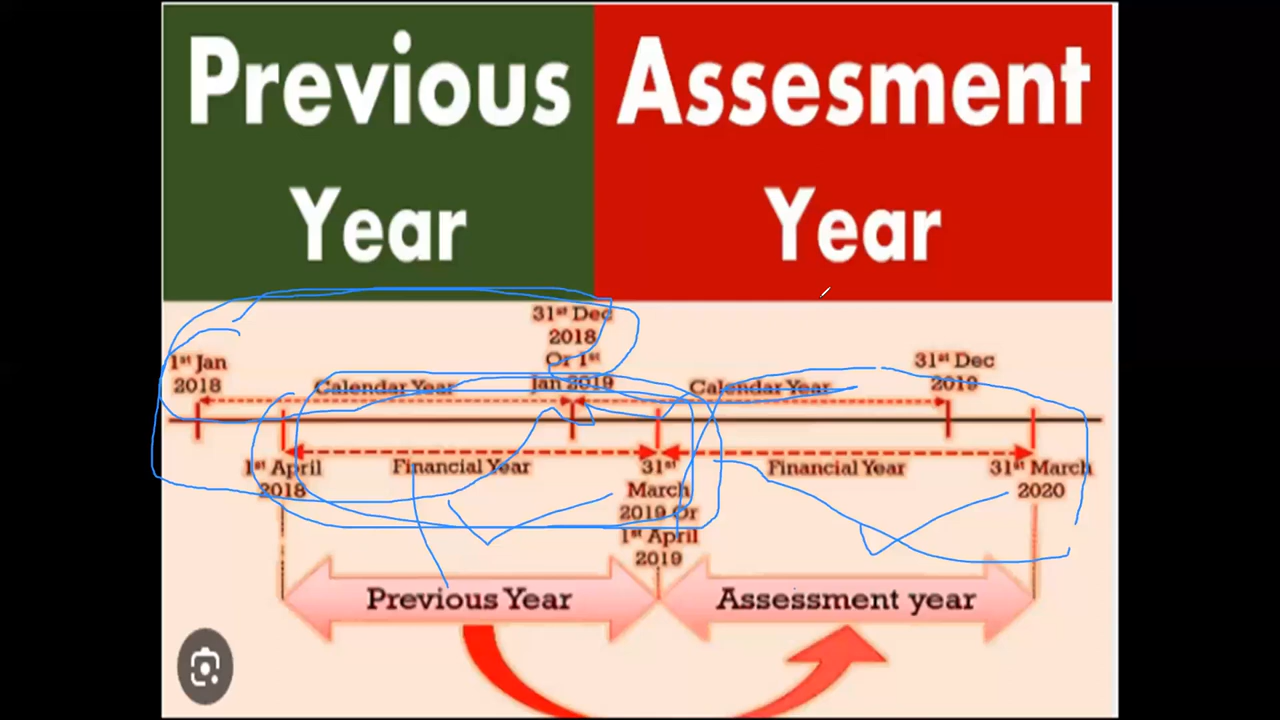 Previous
Year
Assesment
Year
1st Jan
2018
31st Dec
2018
Or 1st
Jan 2019
31st Dec
2019
Calendar Year
Calendar Year
1st April
2018
Financial Year
31st
March
2019 Or
1st April
2019
Financial Year
31st March
2020
Previous Year
Assessment year